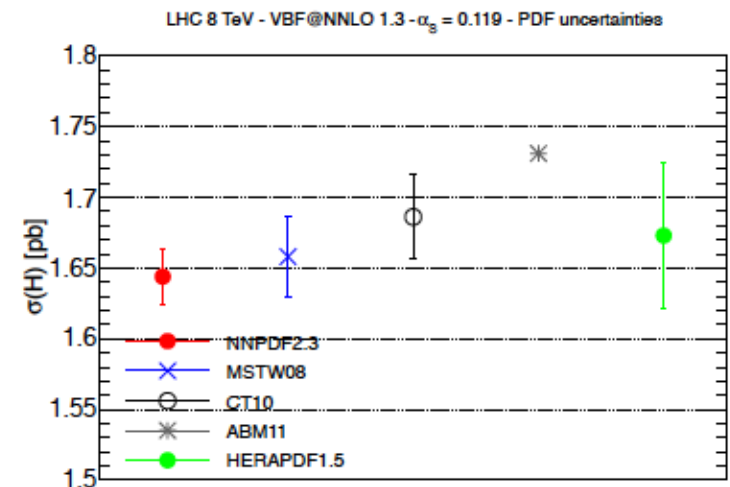 LHC 8 TeV - VBF@NNLO 1.3 - αS = 0.119 - PDF uncertainties
1.8
1.75
1.7
1.65
1.6
1.55
1.5
σ(H) [pb]
NNPDF2.3
MSTW08
CT10
ABM11
HERAPDF1.5